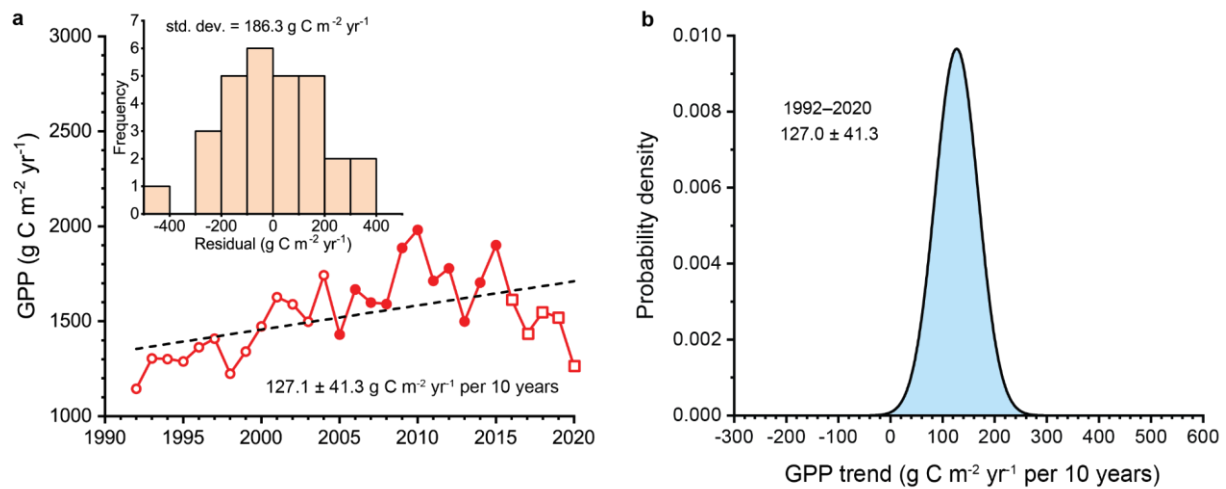 a
std. dev. = 186.3 g C m⁻² yr⁻¹
7
6
5
4
3
2
1
0
Frequency
-400 -200 0 200 400
Residual (g C m⁻² yr⁻¹)
3000
2500
2000
1500
1000
GPP (g C m⁻² yr⁻¹)
127.1 ± 41.3 g C m⁻² yr⁻¹ per 10 years
1990 1995 2000 2005 2010 2015 2020
b
0.010
0.008
0.006
0.004
0.002
0.000
Probability density
1992–2020
127.0 ± 41.3
-300 -200 -100 0 100 200 300 400 500 600
GPP trend (g C m⁻² yr⁻¹ per 10 years)